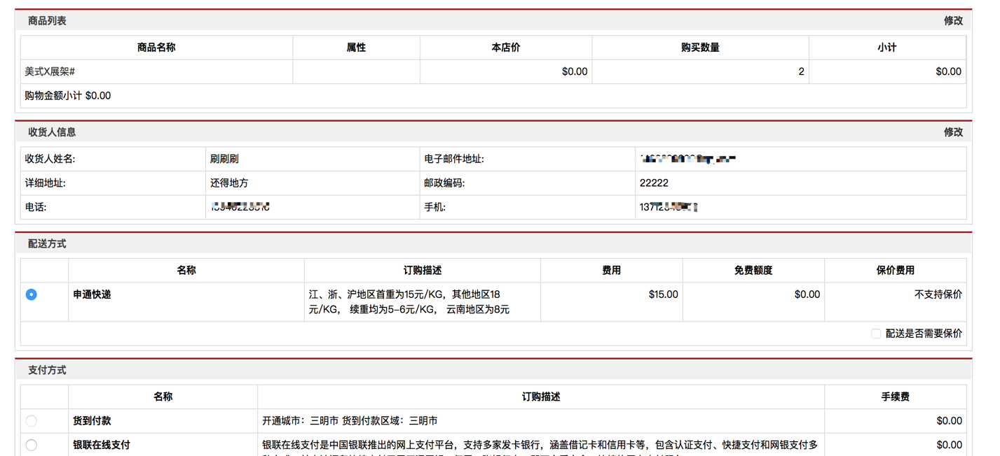 商品列表 修改
商品名称 属性 本店价 购买数量 小计
美式X展架# $0.00 2 $0.00
购物金额小计 $0.00
收货人信息 修改
收货人姓名: 刷刷刷 电子邮件地址:
详细地址: 还得地方 邮政编码: 22222
电话: 手机:
配送方式
名称 订购描述 费用 免费额度 保价费用
申通快递 江、浙、沪地区首重为15元/KG，其他地区18 $15.00 $0.00 不支持保价
元/KG， 续重均为5-6元/KG， 云南地区为8元
配送是否需要保价
支付方式
名称 订购描述 手续费
货到付款 开通城市：三明市 货到付款区域：三明市 $0.00
银联在线支付 银联在线支付是中国银联推出的网上支付平台，支持多家发卡银行，涵盖借记卡和信用卡等，包含认证支付、快捷支付和网银支付多 $0.00